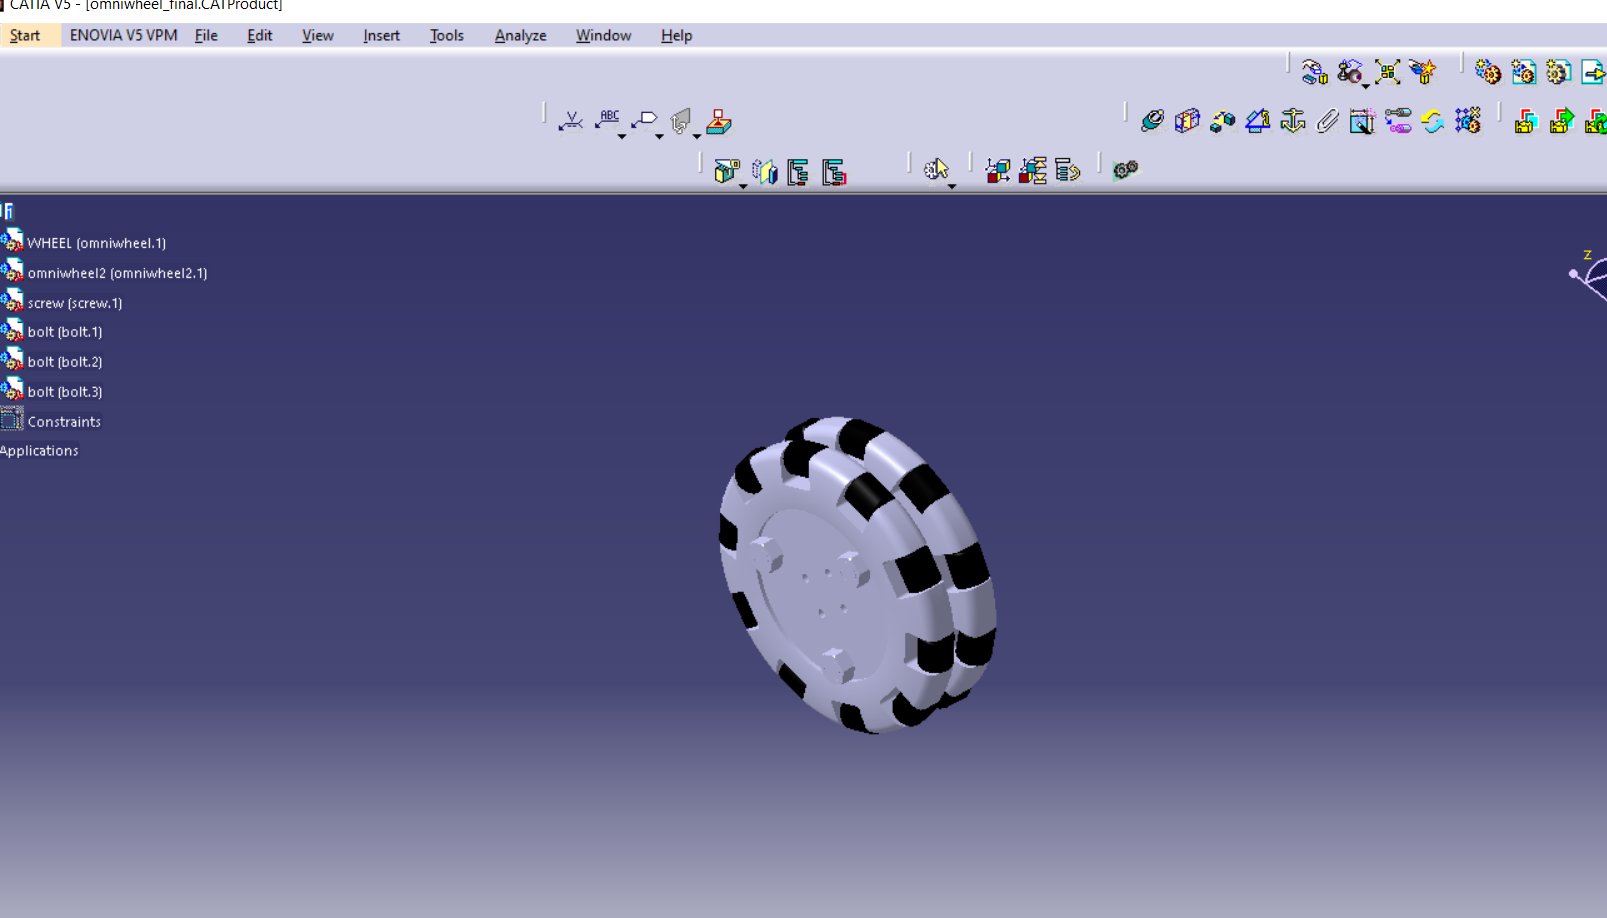 CATIA V5 - [omniwheel_final.CATProduct]
Start ENOVIA V5 VPM File Edit View Insert Tools Analyze Window Help
ABC
WHEEL (omniwheel.1)
omniwheel2 (omniwheel2.1)
screw (screw.1)
bolt (bolt.1)
bolt (bolt.2)
bolt (bolt.3)
Constraints
Applications
z